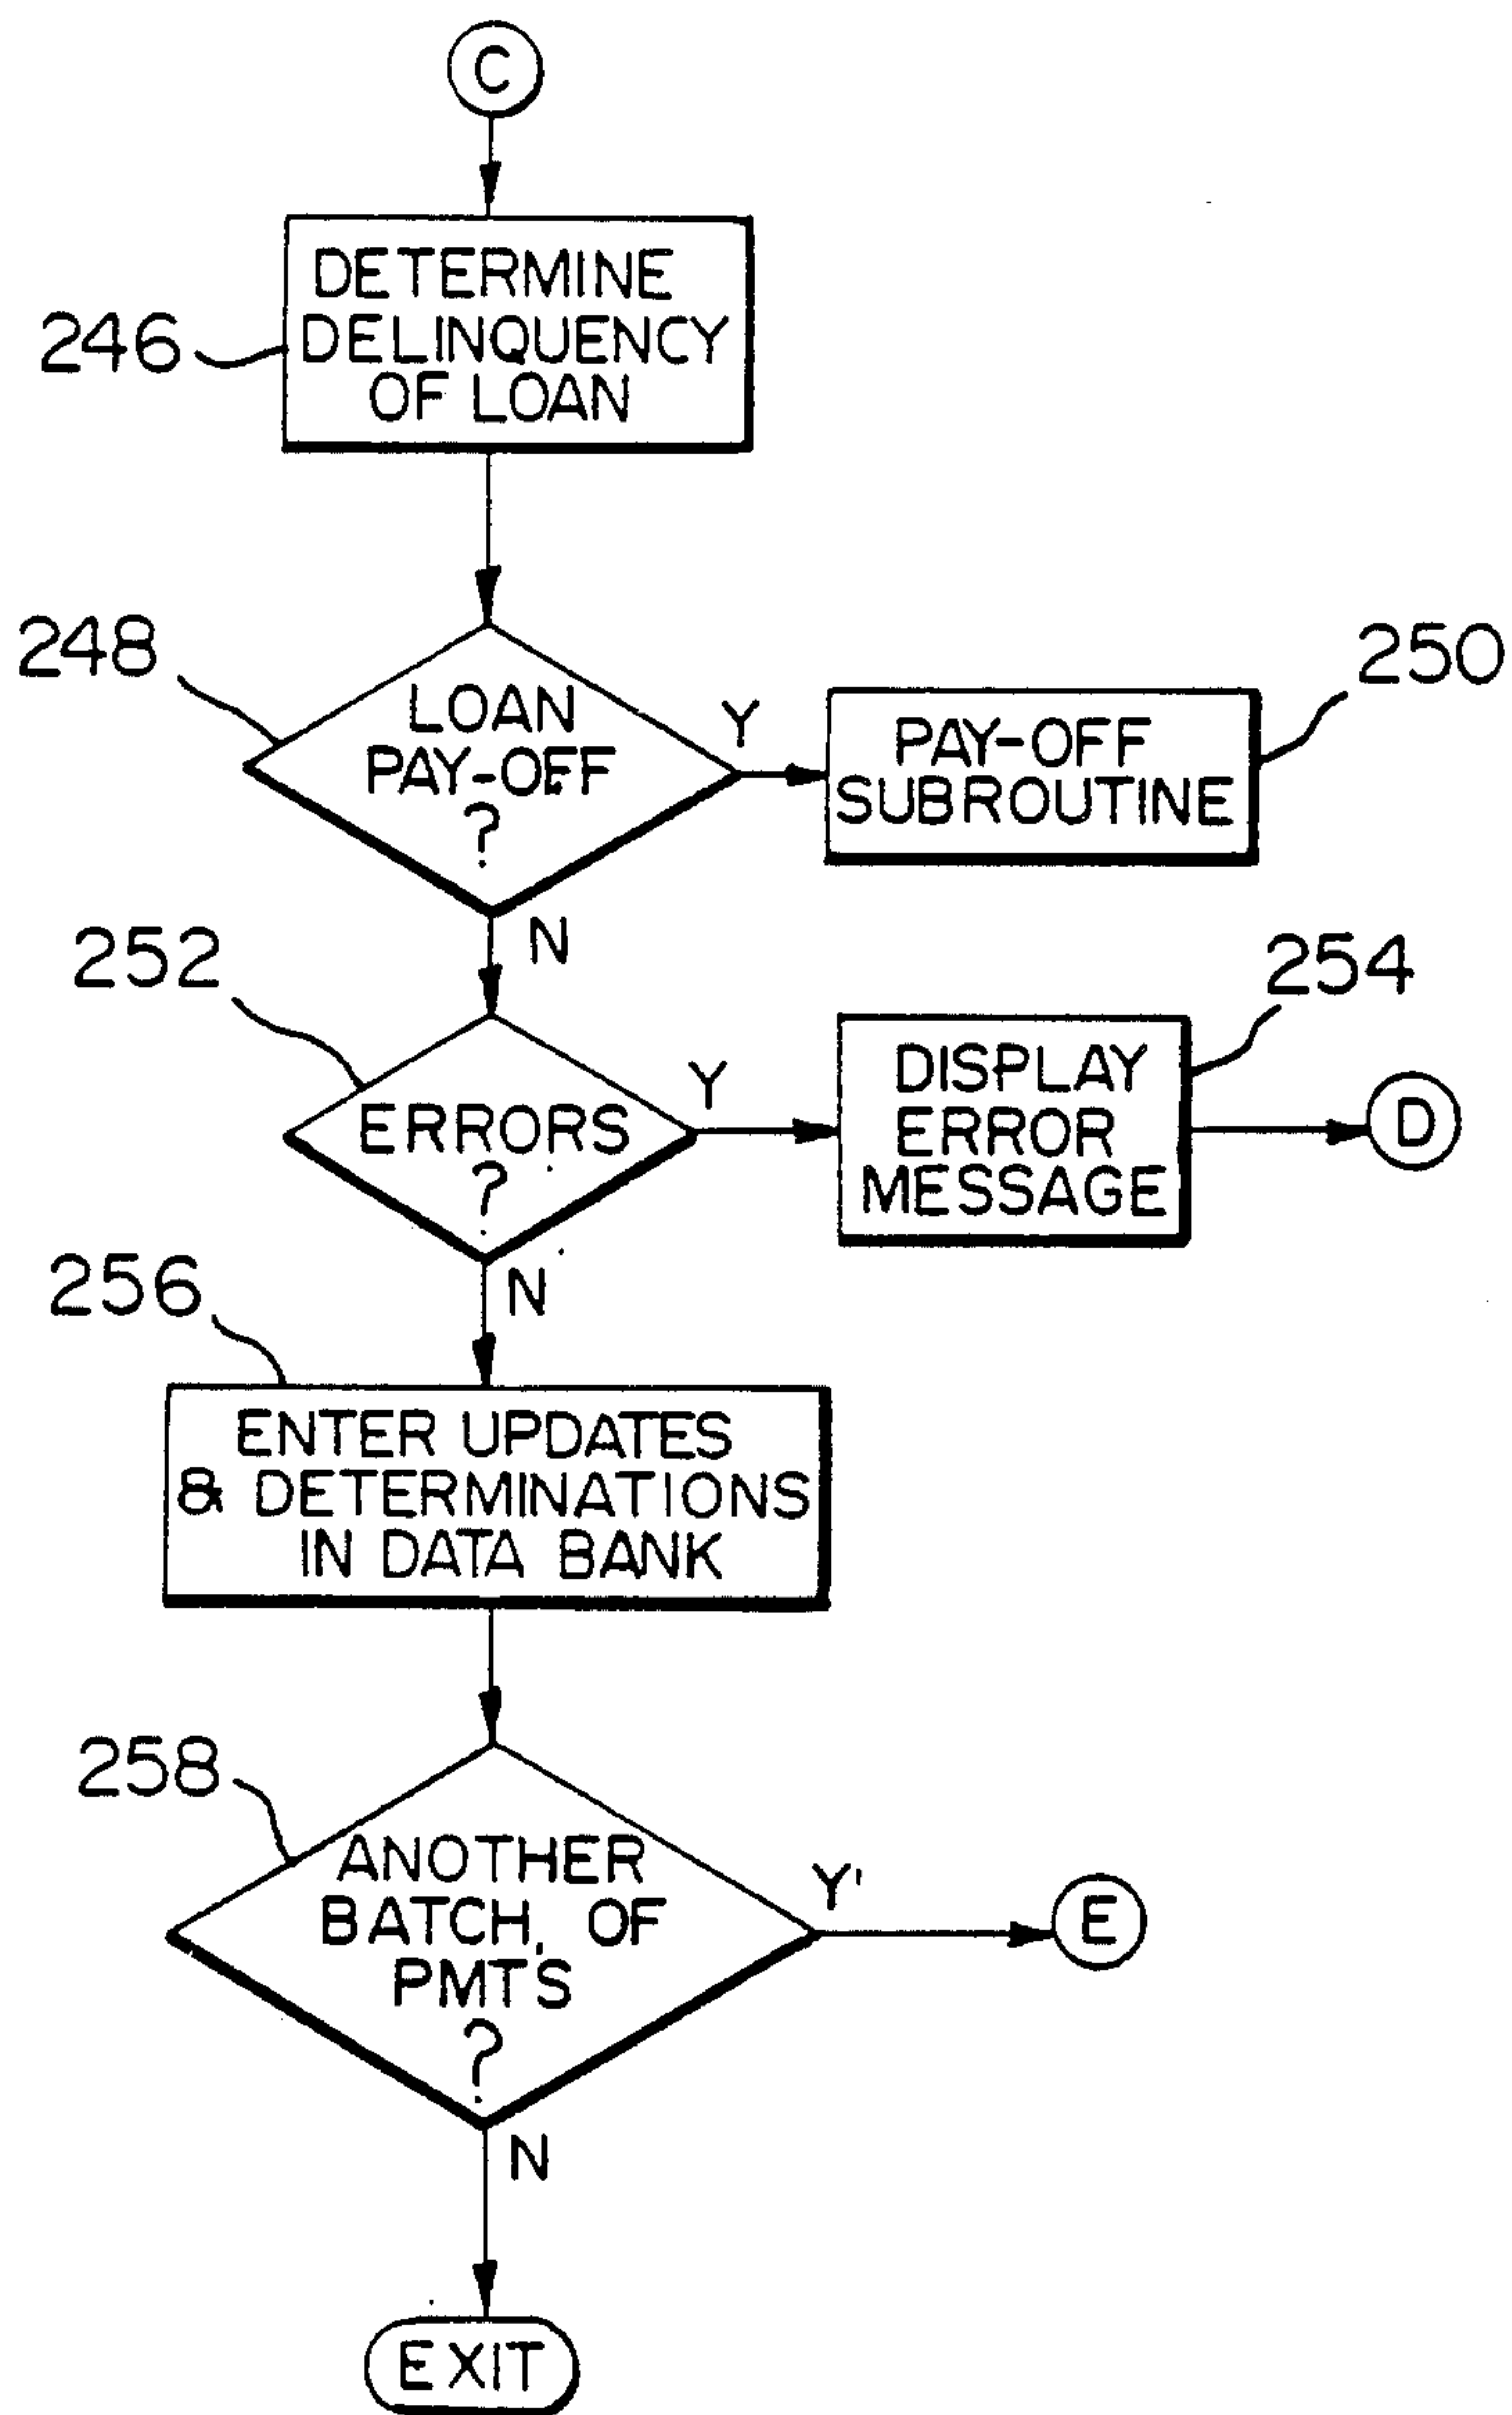 C
246
DETERMINE
DELINQUENCY
OF LOAN
248
LOAN
PAY-OFF
?
Y
PAY-OFF
SUBROUTINE
250
N
252
ERRORS
?
Y
DISPLAY
ERROR
MESSAGE
254
D
N
256
ENTER UPDATES
& DETERMINATIONS
IN DATA BANK
258
ANOTHER
BATCH OF
PMT'S
?
Y
E
N
EXIT